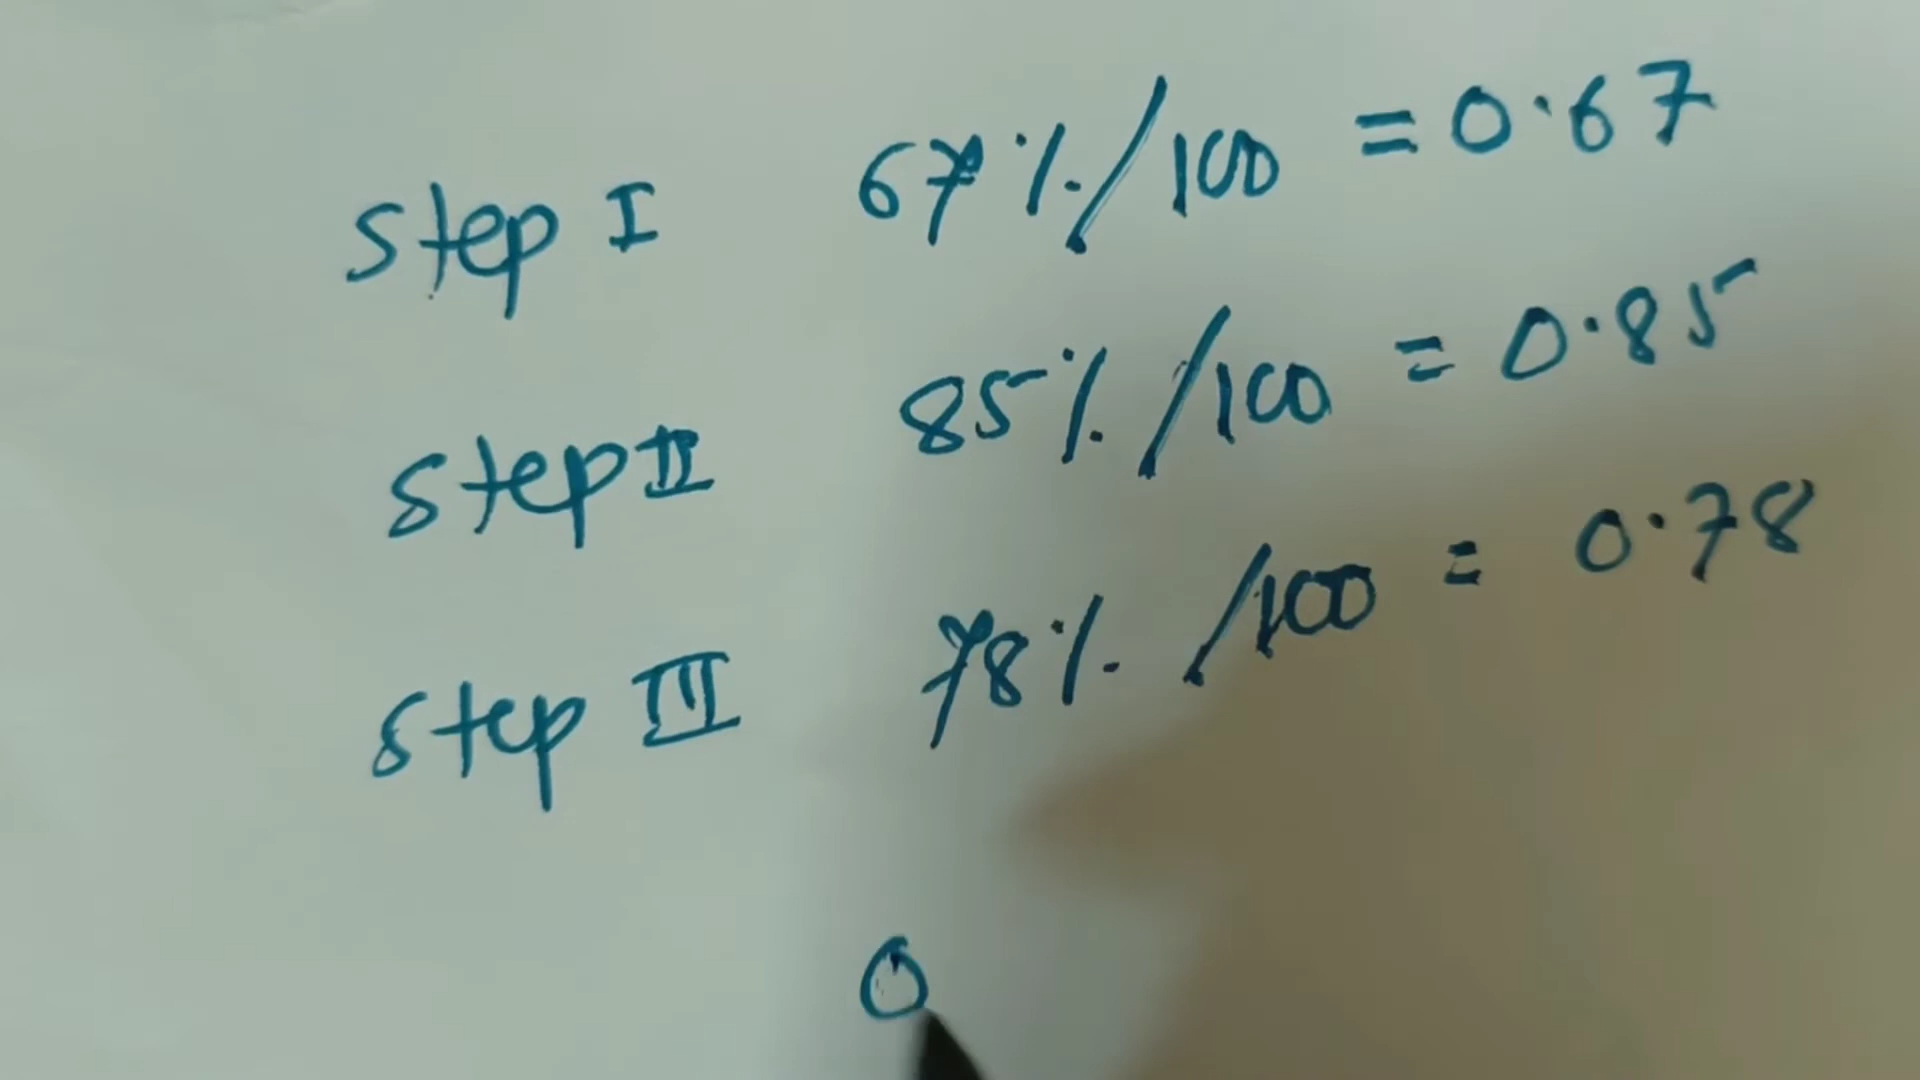 Step I 67%/100 = 0.67
Step II 85%/100 = 0.85
Step III 78%/100 = 0.78
0